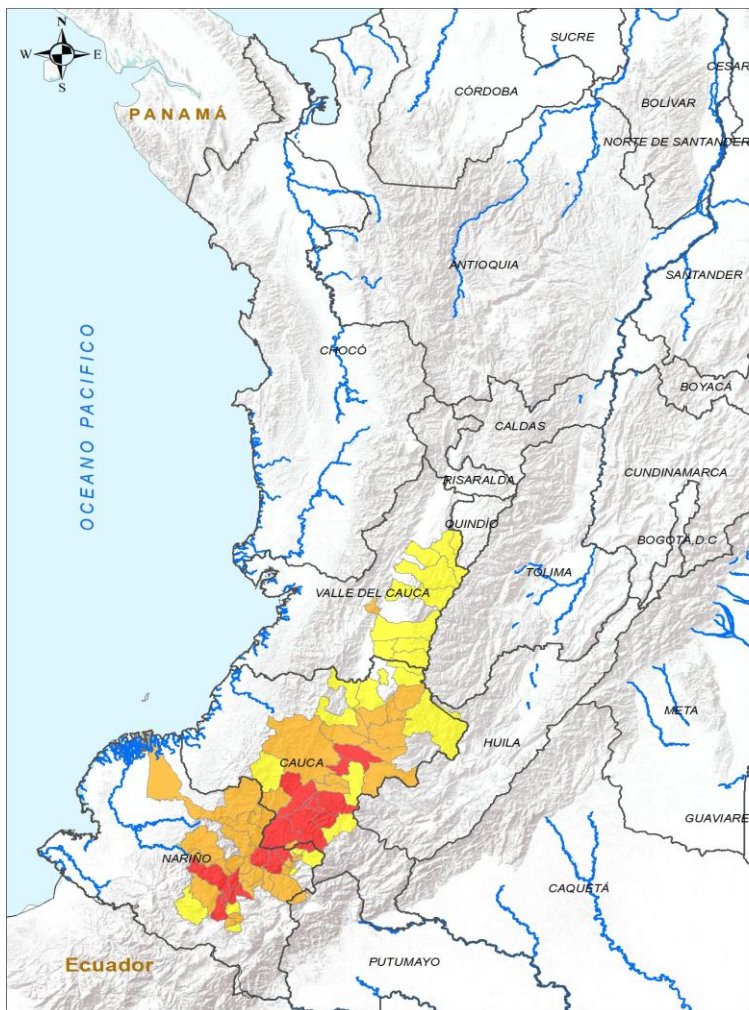 N
W E
S
SUCRE
CESAR
CÓRDOBA
BOLÍVAR
PANAMÁ
NORTE DE SANTANDER
ANTIOQUIA
SANTANDER
OCEANO PACIFICO
CHOCÓ
BOYACÁ
CALDAS
CUNDINAMARCA
RISARALDA
QUINDÍO
BOGOTÁ, D.C
TOLIMA
VALLE DEL CAUCA
META
HUILA
CAUCA
GUAVIARE
NARIÑO
CAQUETÁ
Ecuador
PUTUMAYO